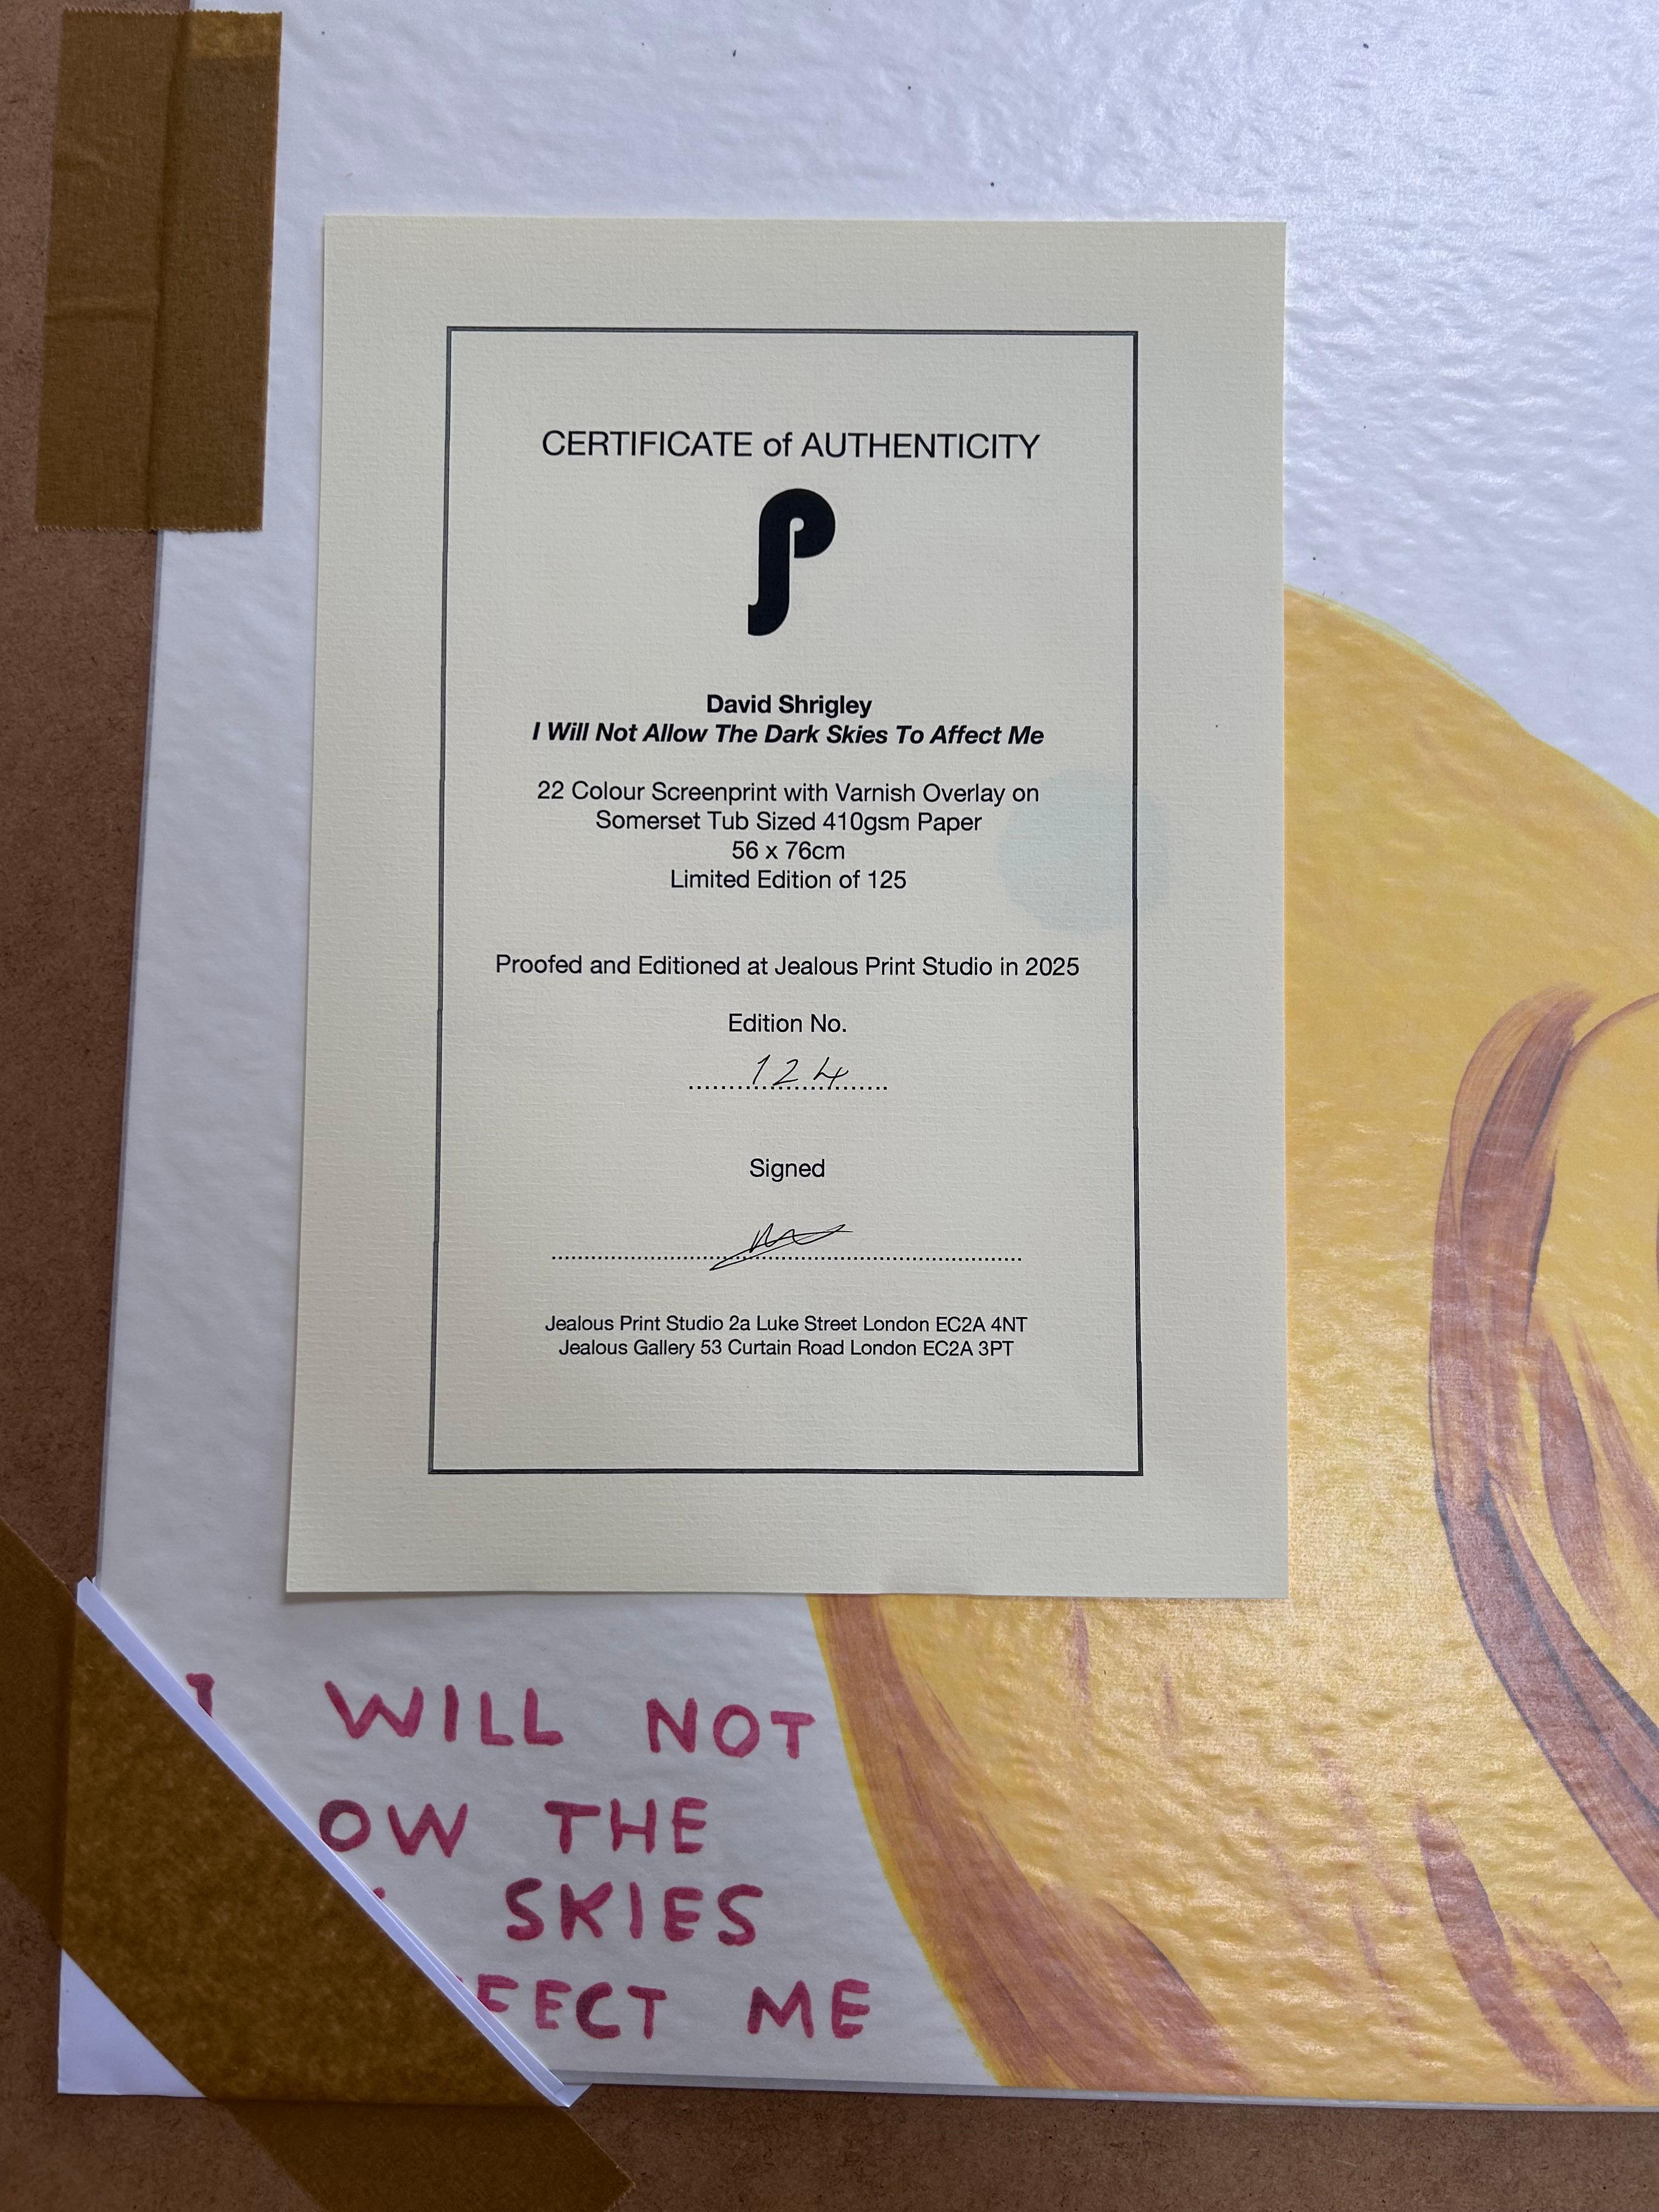 CERTIFICATE of AUTHENTICITY
David Shrigley
I Will Not Allow The Dark Skies To Affect Me
22 Colour Screenprint with Varnish Overlay on
Somerset Tub Sized 410gsm Paper
56 x 76cm
Limited Edition of 125
Proofed and Editioned at Jealous Print Studio in 2025
Edition No.
124
Signed
Jealous Print Studio 2a Luke Street London EC2A 4NT
Jealous Gallery 53 Curtain Road London EC2A 3PT
I WILL NOT
OW THE
SKIES
FECT ME